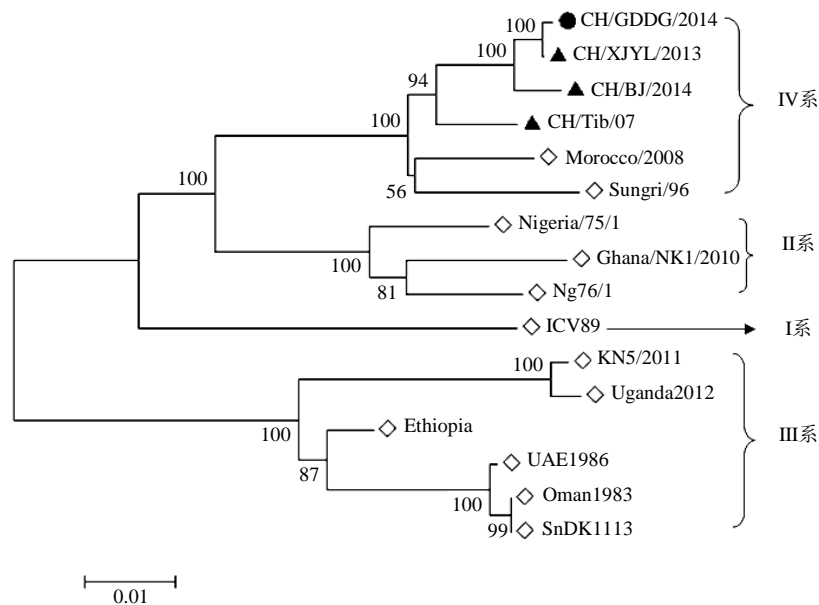 CH/GDDG/2014
100
CH/XJYL/2013
100
CH/BJ/2014
94
IV系
CH/Tib/07
100
Morocco/2008
100
56
Sungri/96
Nigeria/75/1
II系
100
Ghana/NK1/2010
81
Ng76/1
ICV89
I系
KN5/2011
100
Uganda2012
Ethiopia
100
III系
87
UAE1986
100
Oman1983
99
SnDK1113
0.01